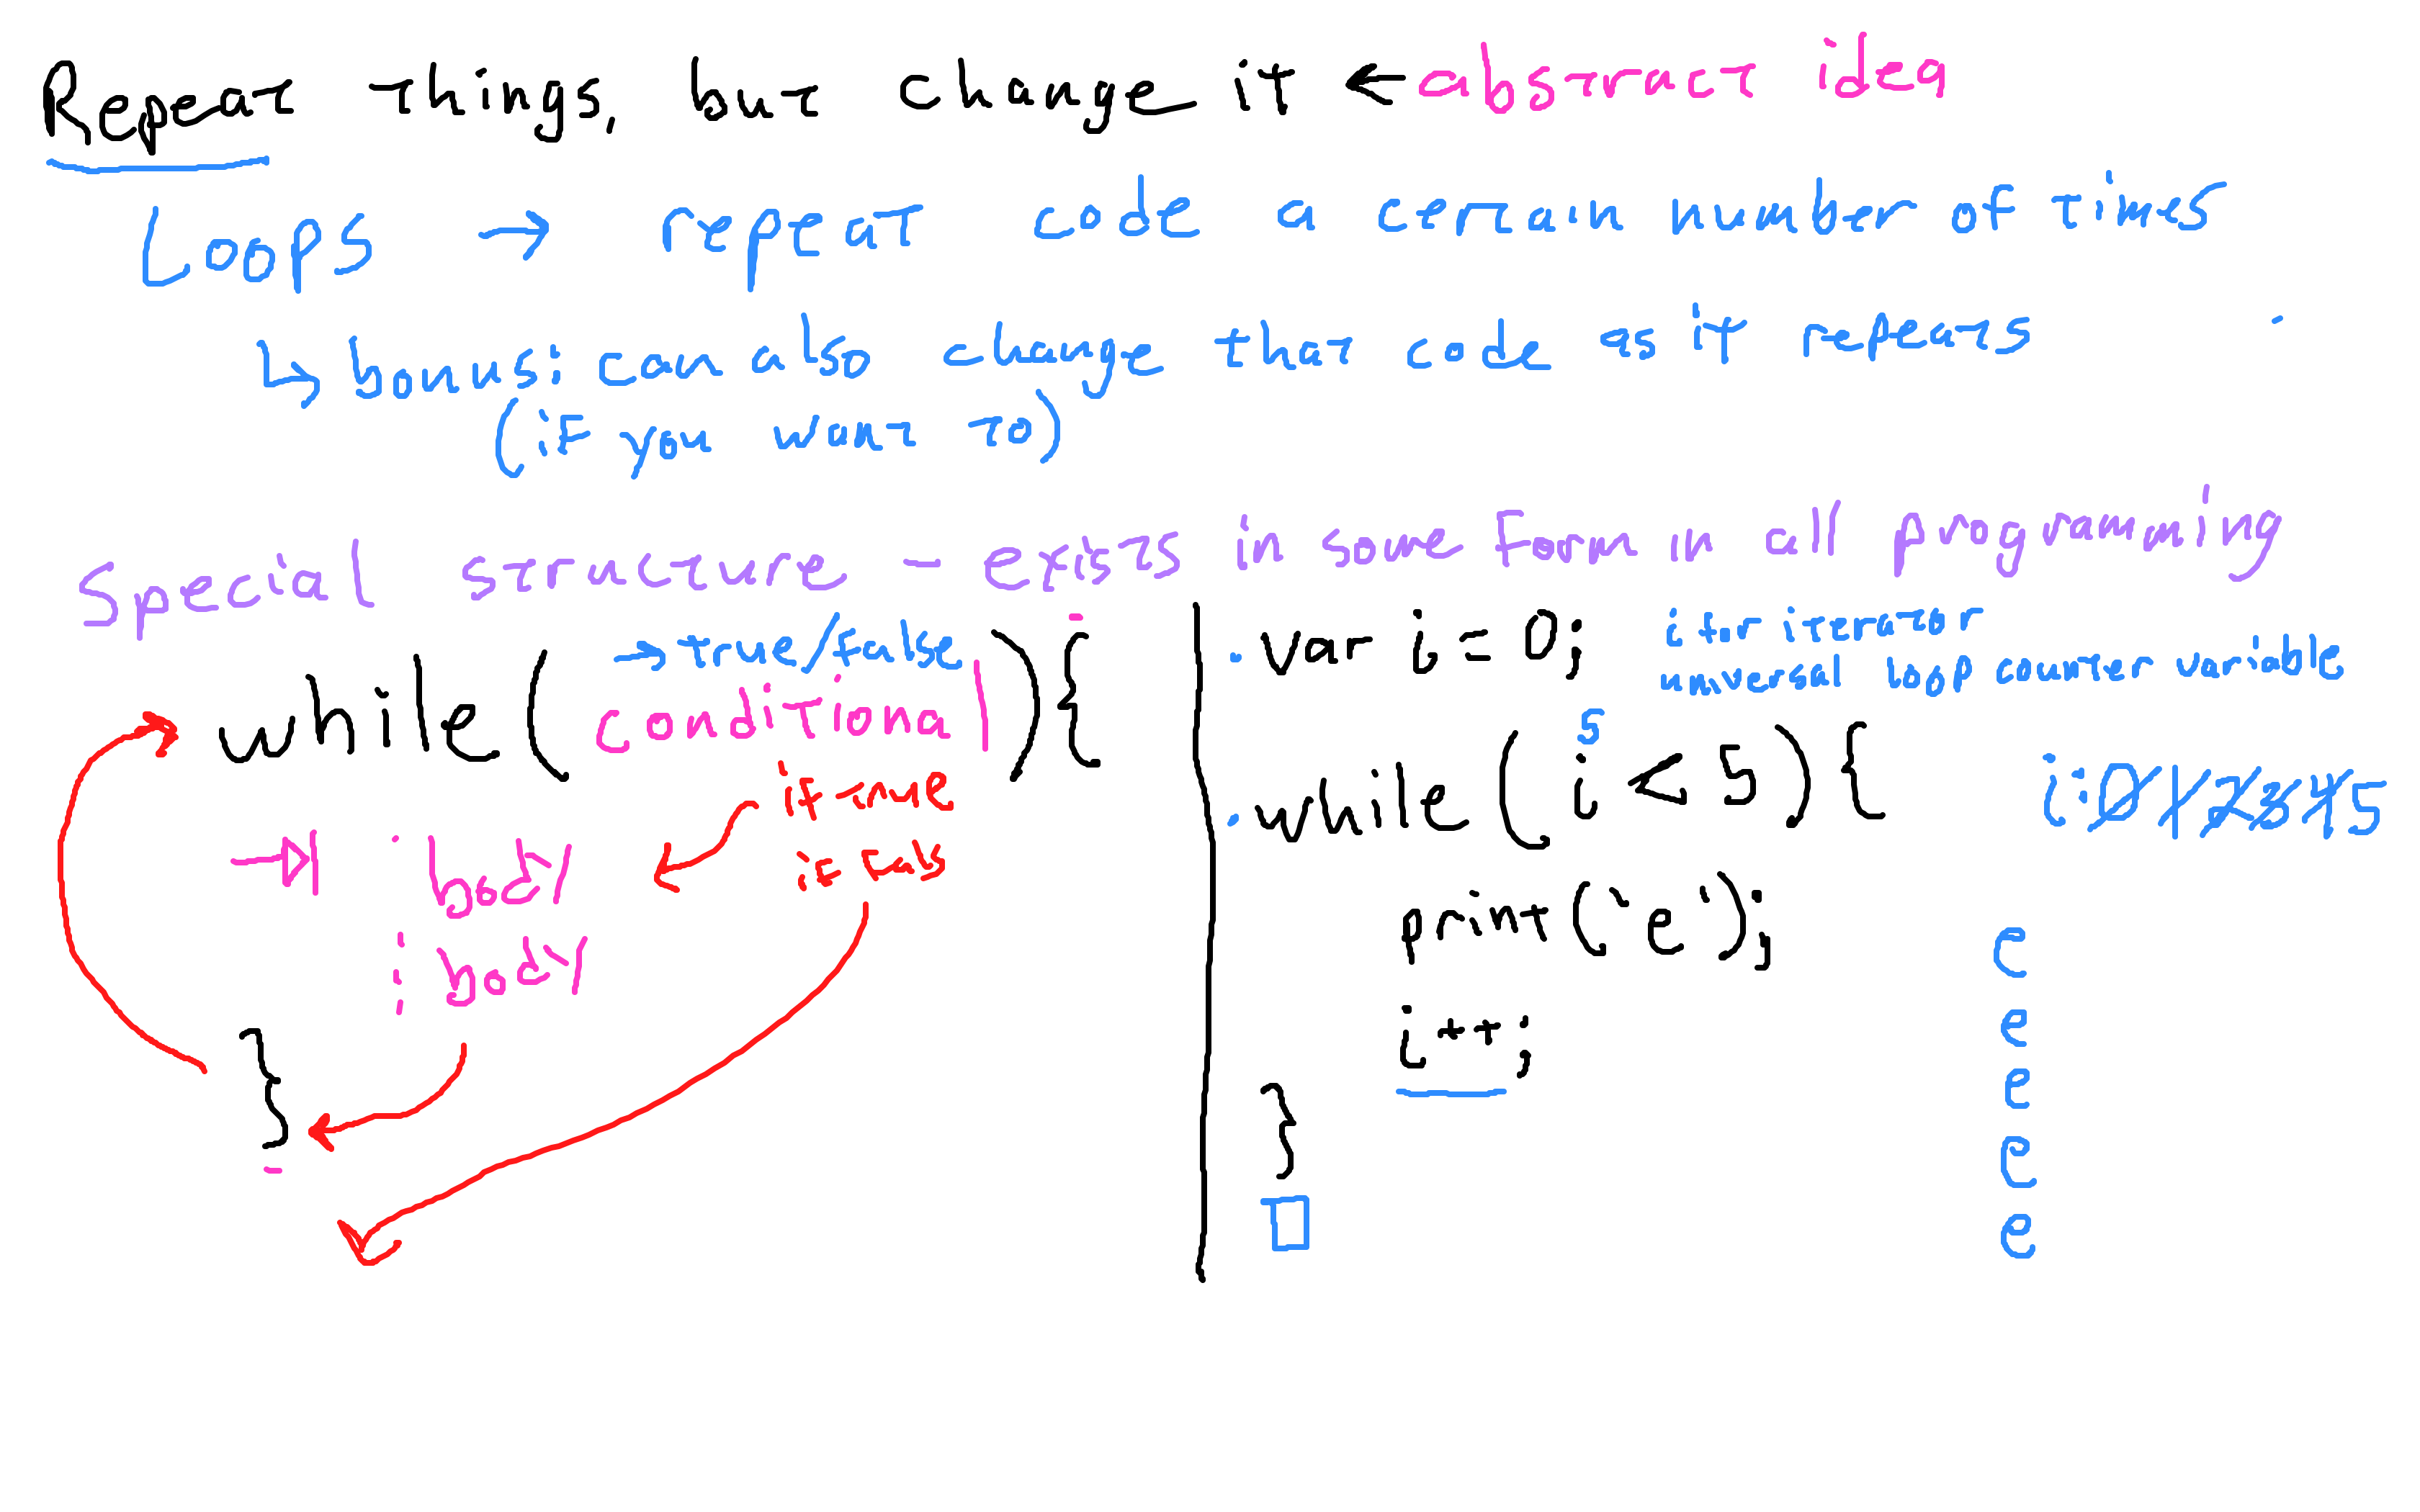 Repeat things, but change it ← abstract idea
Loops → repeat code a certain number of times
↳ bonus: can also change that code as it repeats
(if you want to)
special structure - exists in some form in all programming
→ true/false
while(conditional){
if true
if false
→| body
body
}
var i = 0;
i for iterator
universal loop counter variable
5
while(i < 5){
i: 0 1 2 3 4 5
print('e');
i++;
}
e
e
e
e
e